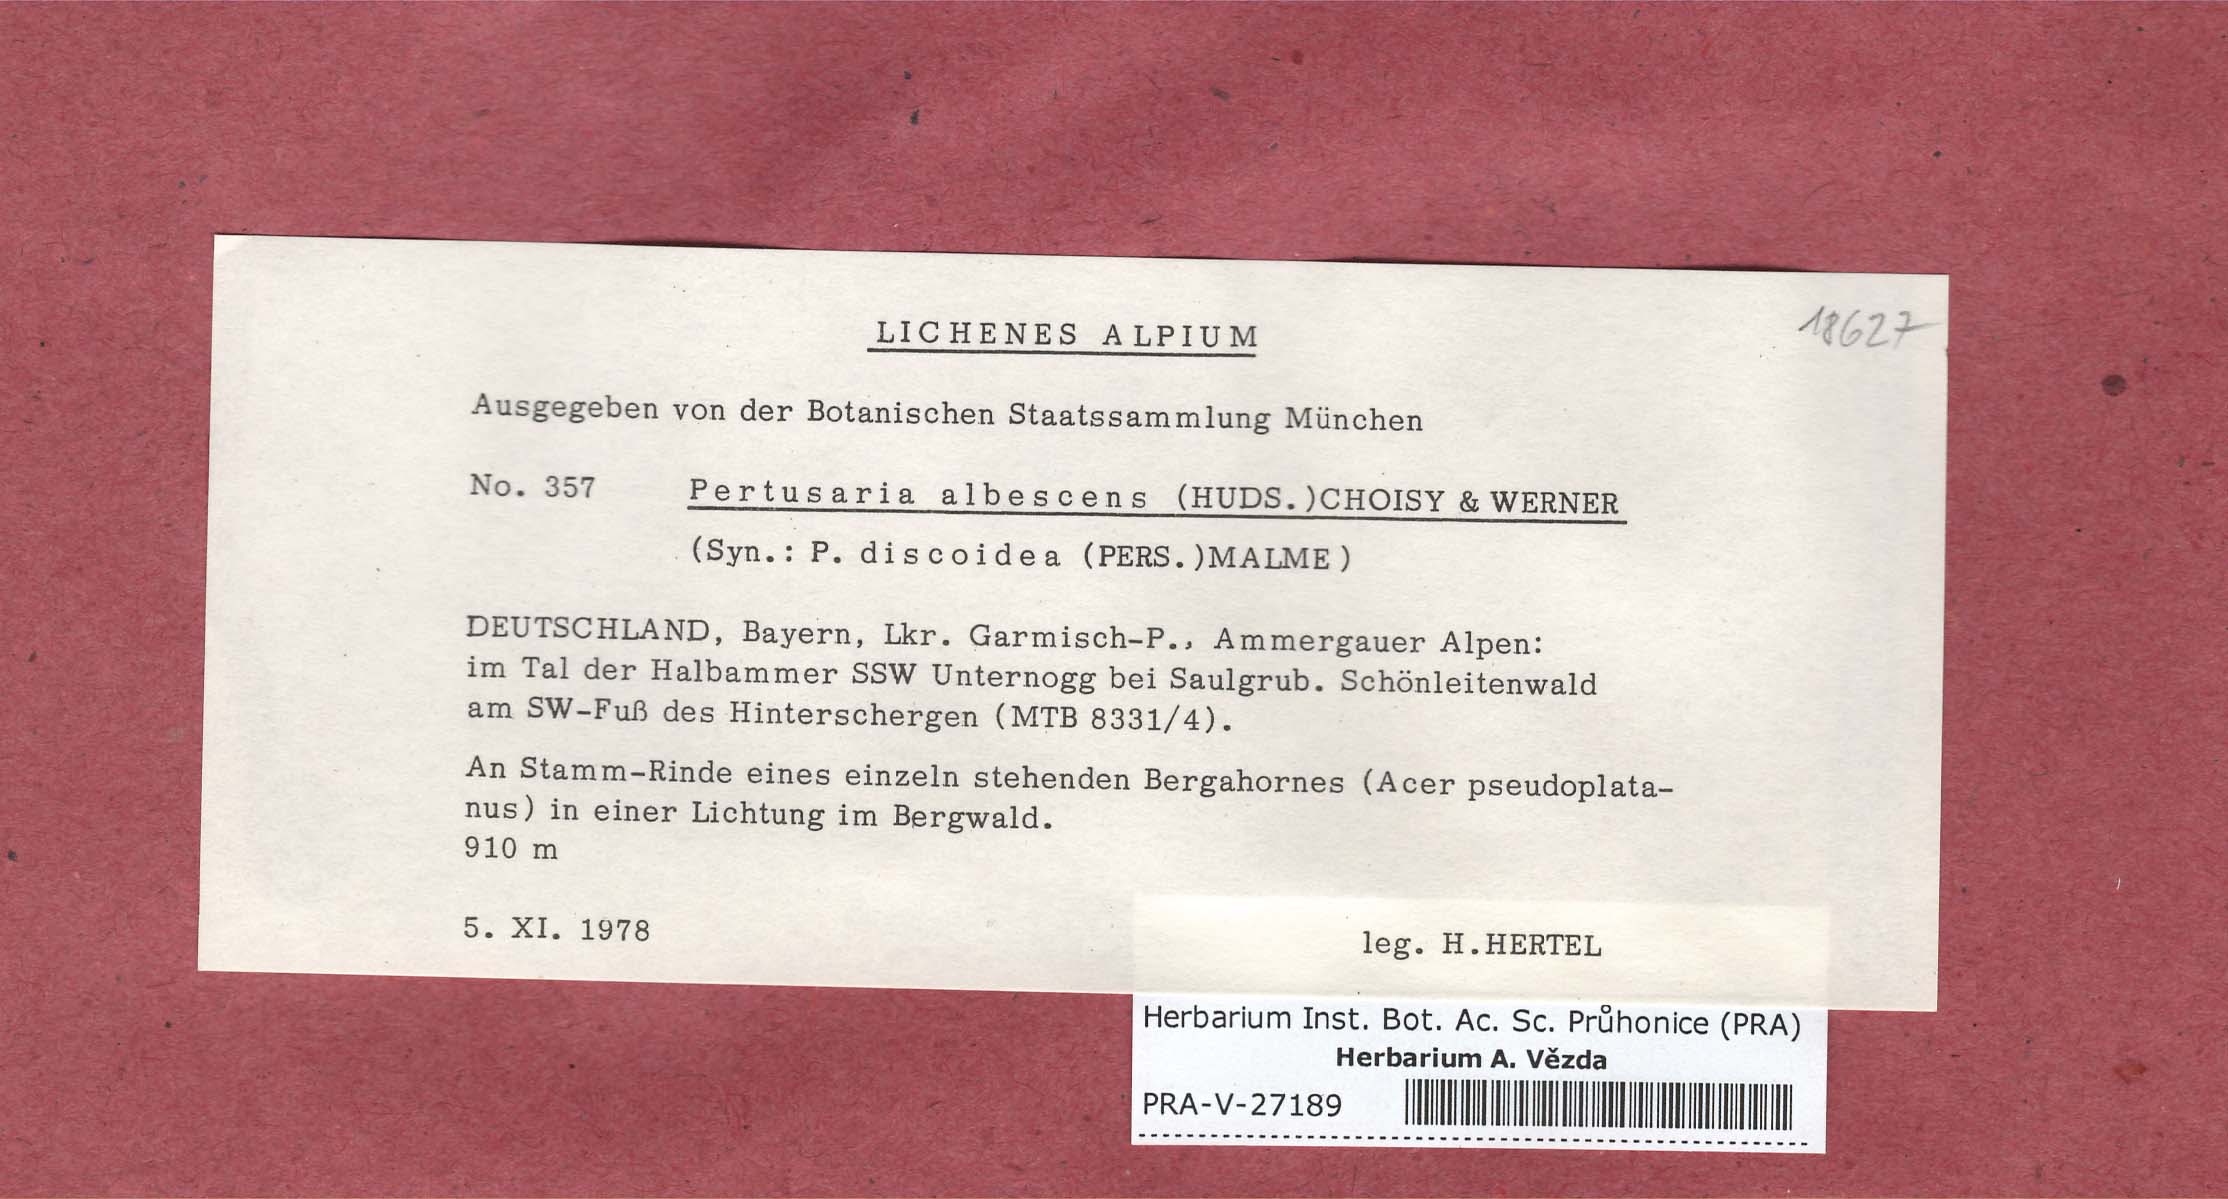 LICHENES ALPIUM
18627
Ausgegeben von der Botanischen Staatssammlung München
No. 357 Pertusaria albescens (HUDS.)CHOISY & WERNER
(Syn.: P. discoidea (PERS.)MALME)
DEUTSCHLAND, Bayern, Lkr. Garmisch-P., Ammergauer Alpen:
im Tal der Halbammer SSW Unternogg bei Saulgrub. Schönleitenwald
am SW-Fuß des Hinterschergen (MTB 8331/4).
An Stamm-Rinde eines einzeln stehenden Bergahornes (Acer pseudoplata-
nus) in einer Lichtung im Bergwald.
910 m
5. XI. 1978 leg. H.HERTEL
Herbarium Inst. Bot. Ac. Sc. Průhonice (PRA)
Herbarium A. Vězda
PRA-V-27189